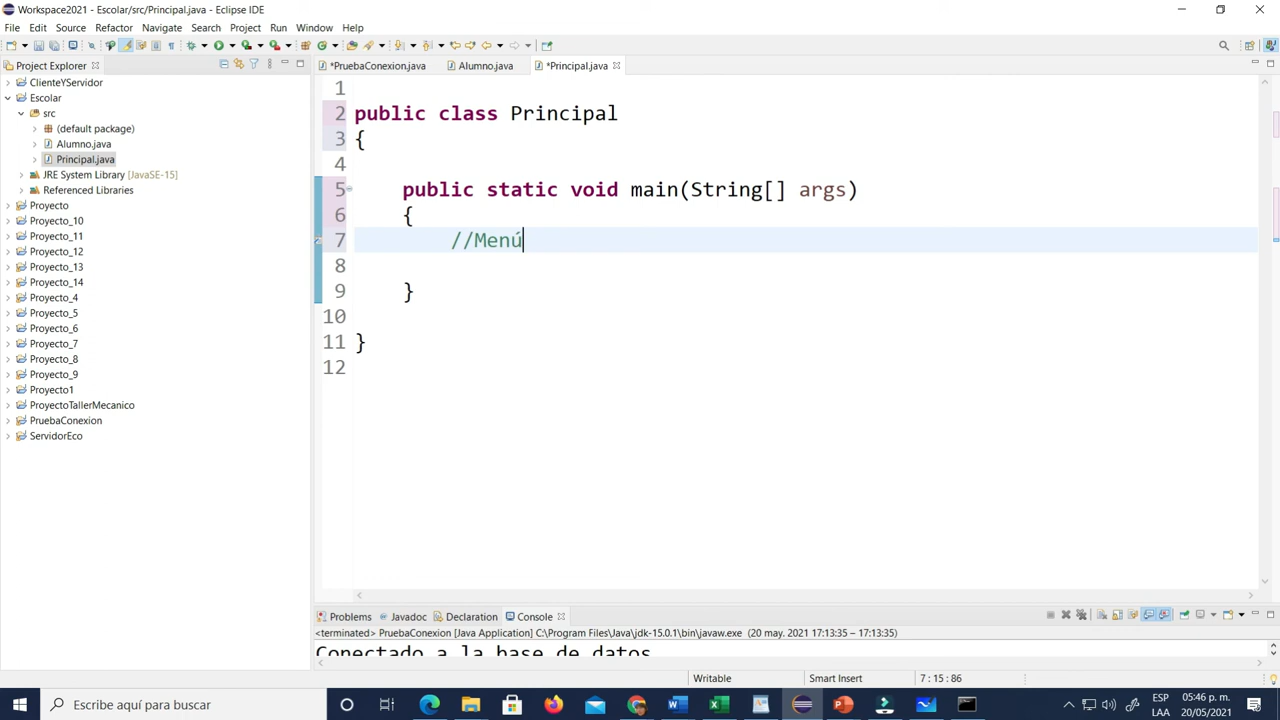 Workspace2021 - Escolar/src/Principal.java - Eclipse IDE
File Edit Source Refactor Navigate Search Project Run Window Help
Project Explorer
*PruebaConexion.java Alumno.java *Principal.java
ClienteYServidor
Escolar
src
(default package)
Alumno.java
Principal.java
JRE System Library [JavaSE-15]
Referenced Libraries
Proyecto
Proyecto_10
Proyecto_11
Proyecto_12
Proyecto_13
Proyecto_14
Proyecto_4
Proyecto_5
Proyecto_6
Proyecto_7
Proyecto_8
Proyecto_9
Proyecto1
ProyectoTallerMecanico
PruebaConexion
ServidorEco
1
2 public class Principal
3 {
4
5 public static void main(String[] args)
6 {
7 //Menú
8
9 }
10
11 }
12
Problems Javadoc Declaration Console
<terminated> PruebaConexion [Java Application] C:\Program Files\Java\jdk-15.0.1\bin\javaw.exe (20 may. 2021 17:13:35 – 17:13:35)
Conectado a la base de datos
Writable Smart Insert 7 : 15 : 86
Escribe aquí para buscar
ESP
LAA
05:46 p. m.
20/05/2021